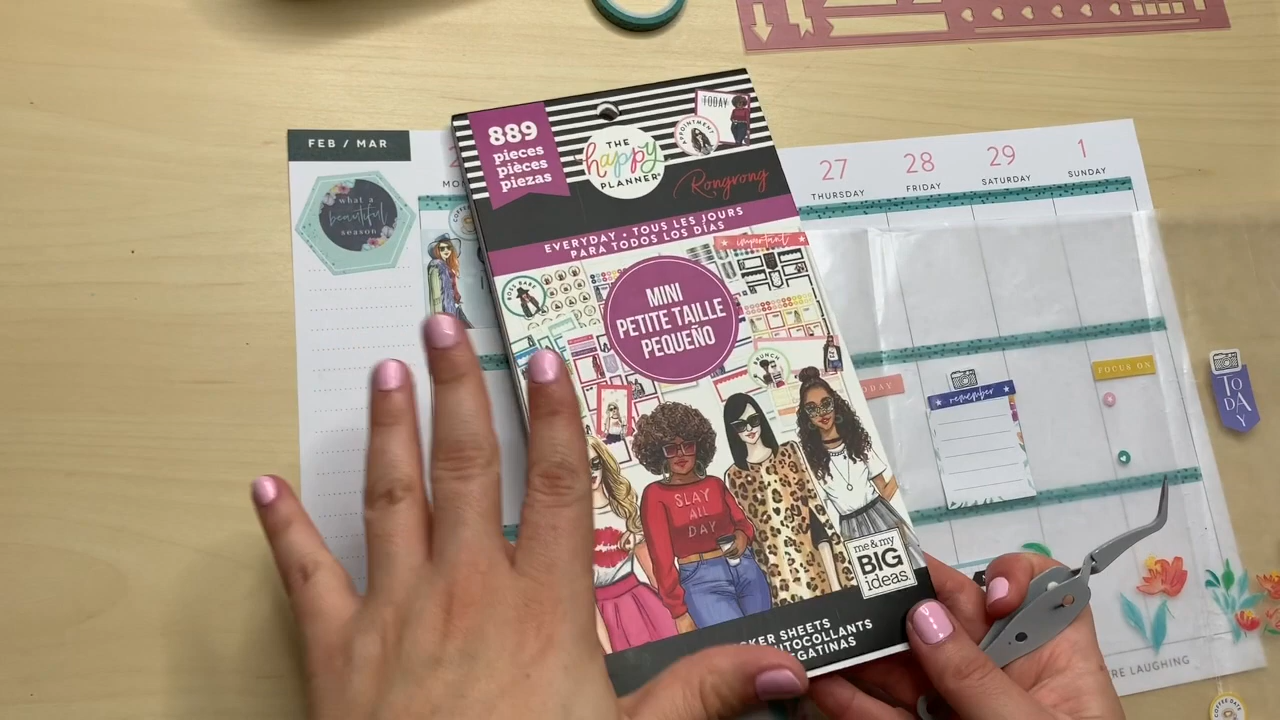 FEB / MAR
what a
beautiful
season
889
pieces
pièces
piezas
THE
happy
PLANNER
Rongrong
TODAY
EVERYDAY • TOUS LES JOURS
PARA TODOS LOS DÍAS
important
BOSS BABE
MINI
PETITE TAILLE
PEQUEÑO
BRUNCH
SLAY
ALL
DAY
me & my
BIG
ideas.
27
THURSDAY
28
FRIDAY
29
SATURDAY
1
SUNDAY
remember
FOCUS ON
TODAY
COFFEE DATE